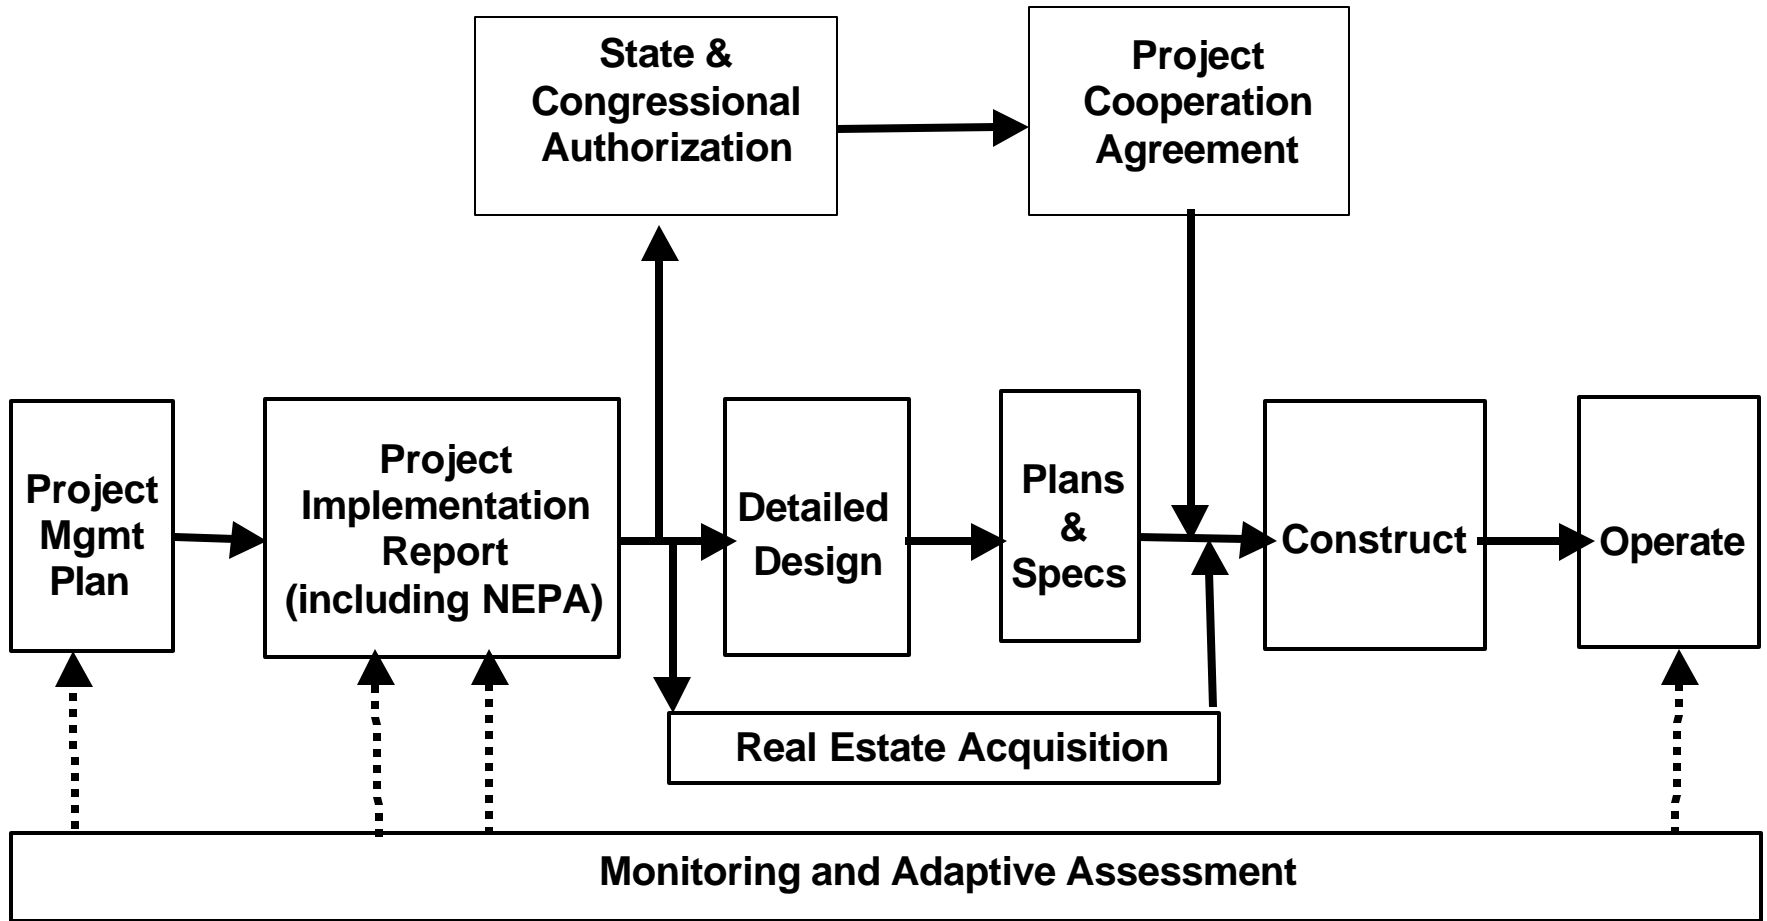 State &
Congressional
Authorization
Project
Cooperation
Agreement
Project
Mgmt
Plan
Project
Implementation
Report
(including NEPA)
Detailed
Design
Plans
&
Specs
Construct
Operate
Real Estate Acquisition
Monitoring and Adaptive Assessment